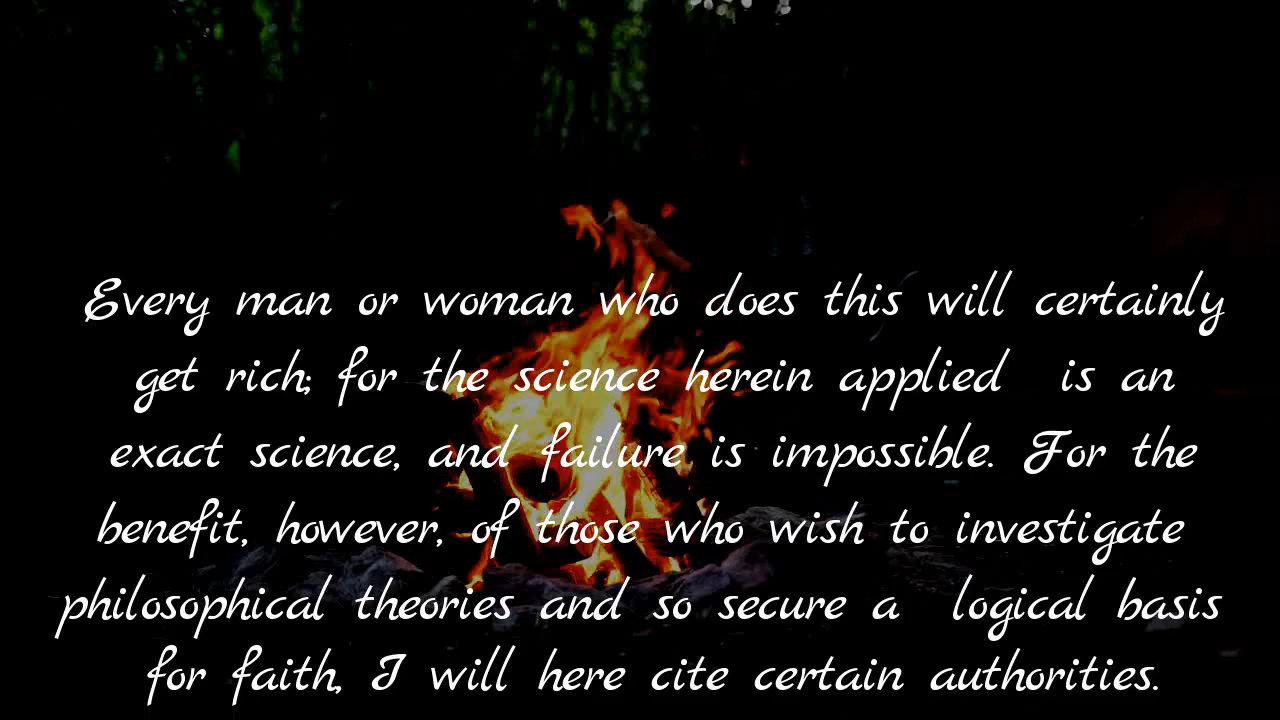 Every man or woman who does this will certainly
get rich; for the science herein applied is an
exact science, and failure is impossible. For the
benefit, however, of those who wish to investigate
philosophical theories and so secure a logical basis
for faith, I will here cite certain authorities.